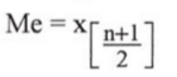 Me = x[n+1/2]